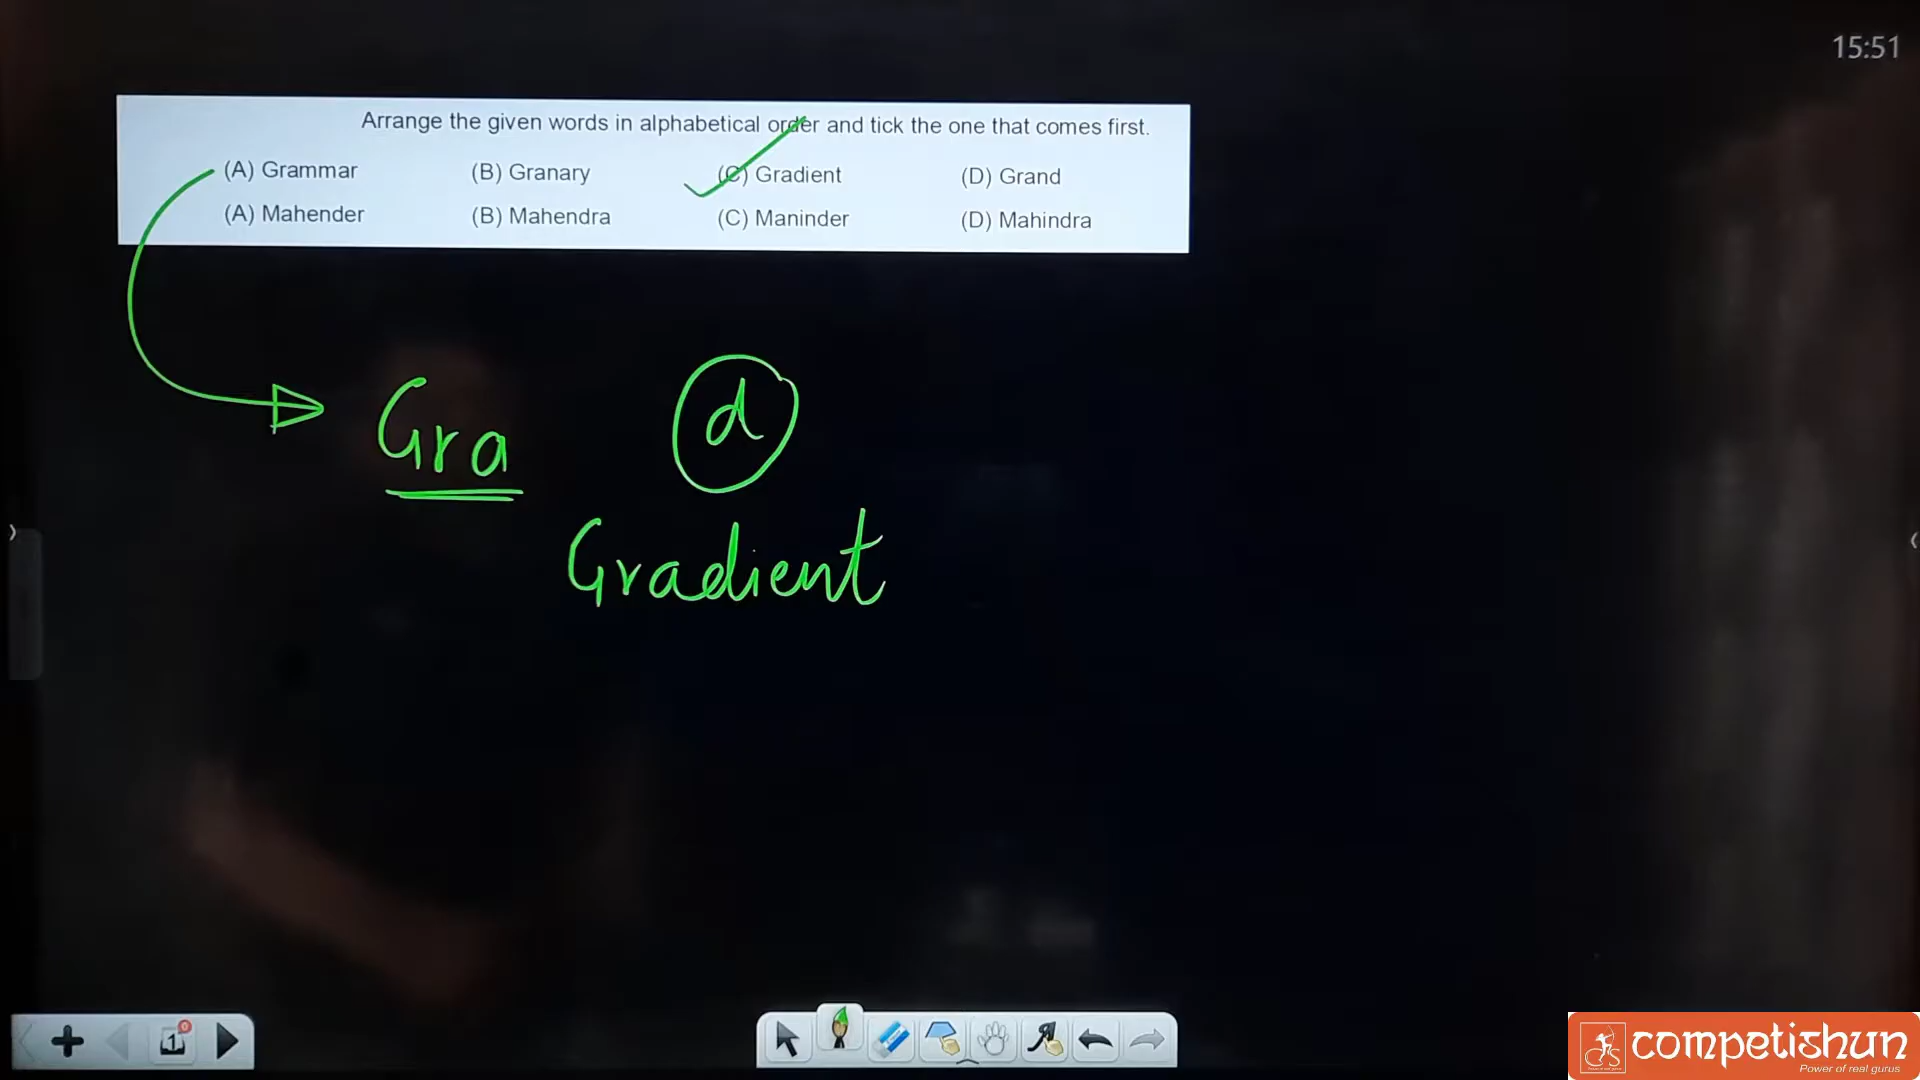 15:51
Arrange the given words in alphabetical order and tick the one that comes first.
(A) Grammar (B) Granary (C) Gradient (D) Grand
(A) Mahender (B) Mahendra (C) Maninder (D) Mahindra
Gra d
Gradient
1
competishun
Power of real gurus